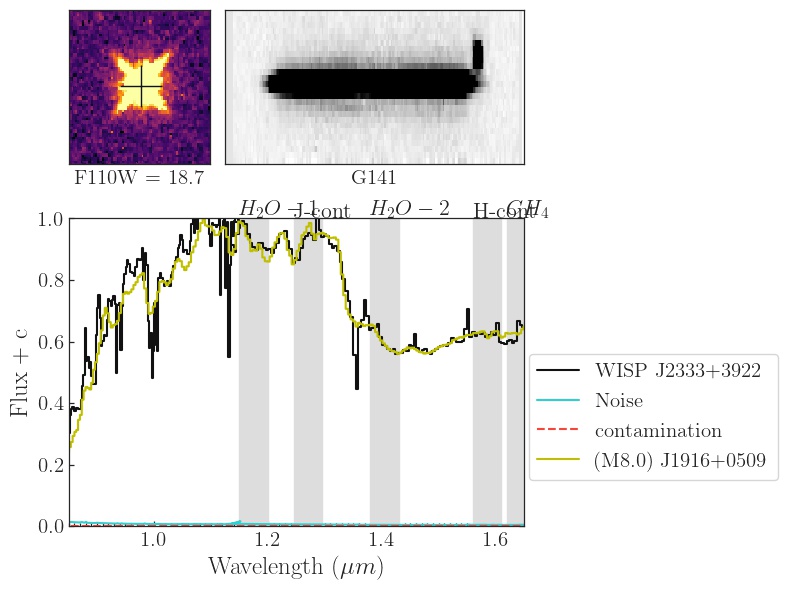 F110W = 18.7
G141
H₂O − 1
J-cont
H₂O − 2
H-cont
CH₄
1.0
0.8
0.6
0.4
0.2
0.0
Flux + c
1.0
1.2
1.4
1.6
Wavelength (μm)
WISP J2333+3922
Noise
contamination
(M8.0) J1916+0509